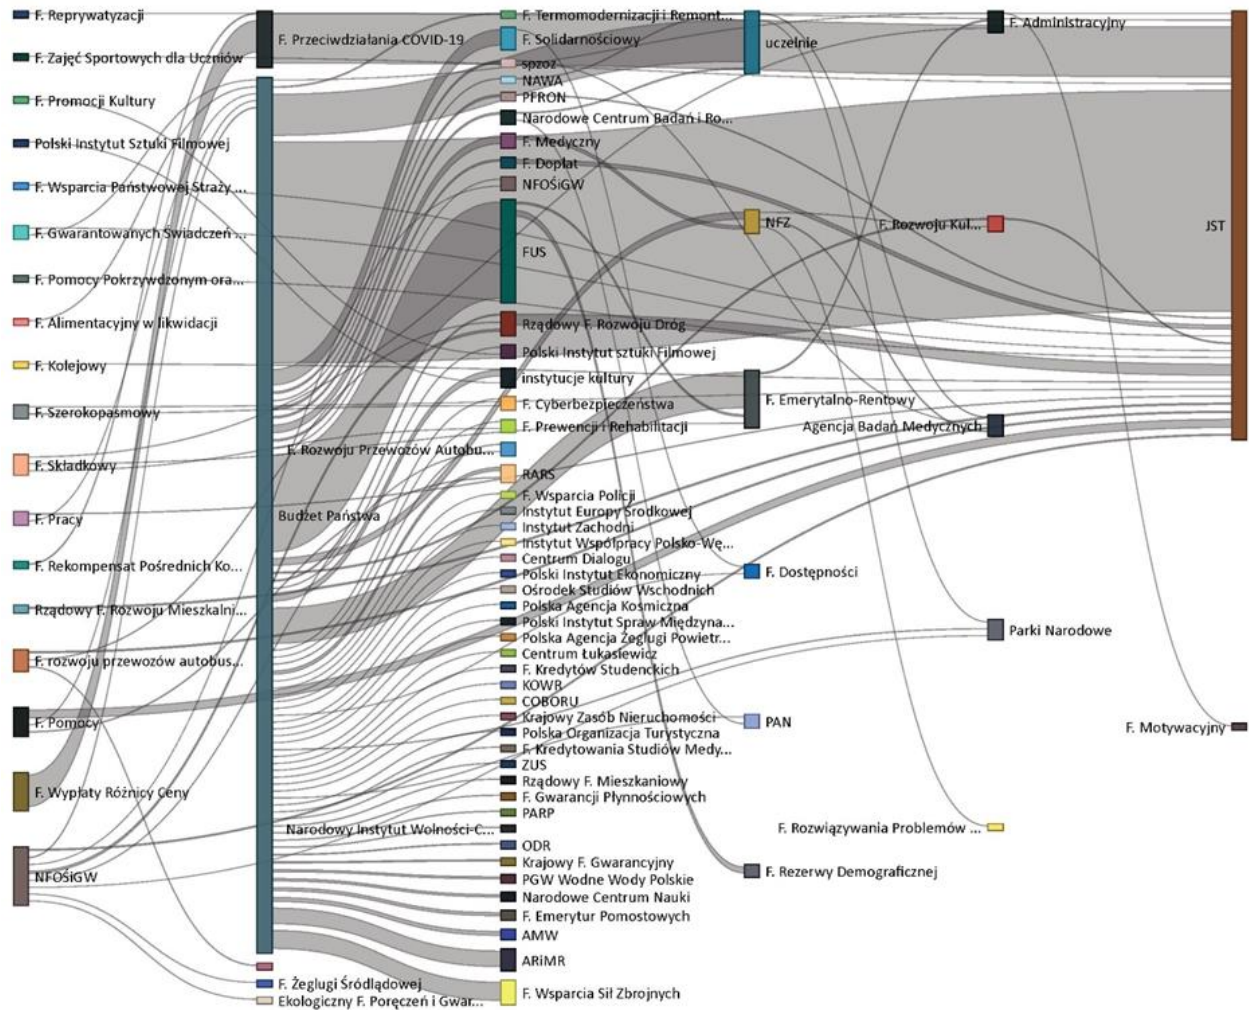 F. Reprywatyzacji
F. Zajęć Sportowych dla Uczniów
F. Promocji Kultury
Polski Instytut Sztuki Filmowej
F. Wsparcia Państwowej Straży ...
F. Gwarantowanych Świadczeń ...
F. Pomocy Pokrzywdzonym ora...
F. Alimentacyjny w likwidacji
F. Kolejowy
F. Szerokopasmowy
F. Składkowy
F. Pracy
F. Rekompensat Pośrednich Ko...
Rządowy F. Rozwoju Mieszkalni...
F. rozwoju przewozów autobus...
F. Pomocy
F. Wypłaty Różnicy Ceny
NFOŚiGW
F. Przeciwdziałania COVID-19
Budżet Państwa
F. Żeglugi Śródlądowej
Ekologiczny F. Poręczeń i Gwar...
F. Termomodernizacji i Remont...
F. Solidarnościowy
spzoz
NAWA
PFRON
Narodowe Centrum Badań i Ro...
F. Medyczny
F. Dopłat
NFOŚiGW
FUS
Rządowy F. Rozwoju Dróg
Polski Instytut sztuki Filmowej
instytucje kultury
F. Cyberbezpieczeństwa
F. Prewencji i Rehabilitacji
F. Rozwoju Przewozów Autobu...
RARS
F. Wsparcia Policji
Instytut Europy Środkowej
Instytut Zachodni
Instytut Współpracy Polsko-Wę...
Centrum Dialogu
Polski Instytut Ekonomiczny
Ośrodek Studiów Wschodnich
Polska Agencja Kosmiczna
Polski Instytut Spraw Międzyna...
Polska Agencja Żeglugi Powietr...
Centrum Łukasiewicz
F. Kredytów Studenckich
KOWR
COBORU
Krajowy Zasób Nieruchomości
Polska Organizacja Turystyczna
F. Kredytowania Studiów Medy...
ZUS
Rządowy F. Mieszkaniowy
F. Gwarancji Płynnościowych
PARP
Narodowy Instytut Wolności-C...
ODR
Krajowy F. Gwarancyjny
PGW Wodne Wody Polskie
Narodowe Centrum Nauki
F. Emerytur Pomostowych
AMW
ARiMR
F. Wsparcia Sił Zbrojnych
uczelnie
NFZ
F. Emerytalno-Rentowy
F. Dostępności
PAN
F. Rezerwy Demograficznej
F. Administracyjny
F. Rozwoju Kul...
Agencja Badań Medycznych
Parki Narodowe
F. Rozwiązywania Problemów ...
JST
F. Motywacyjny